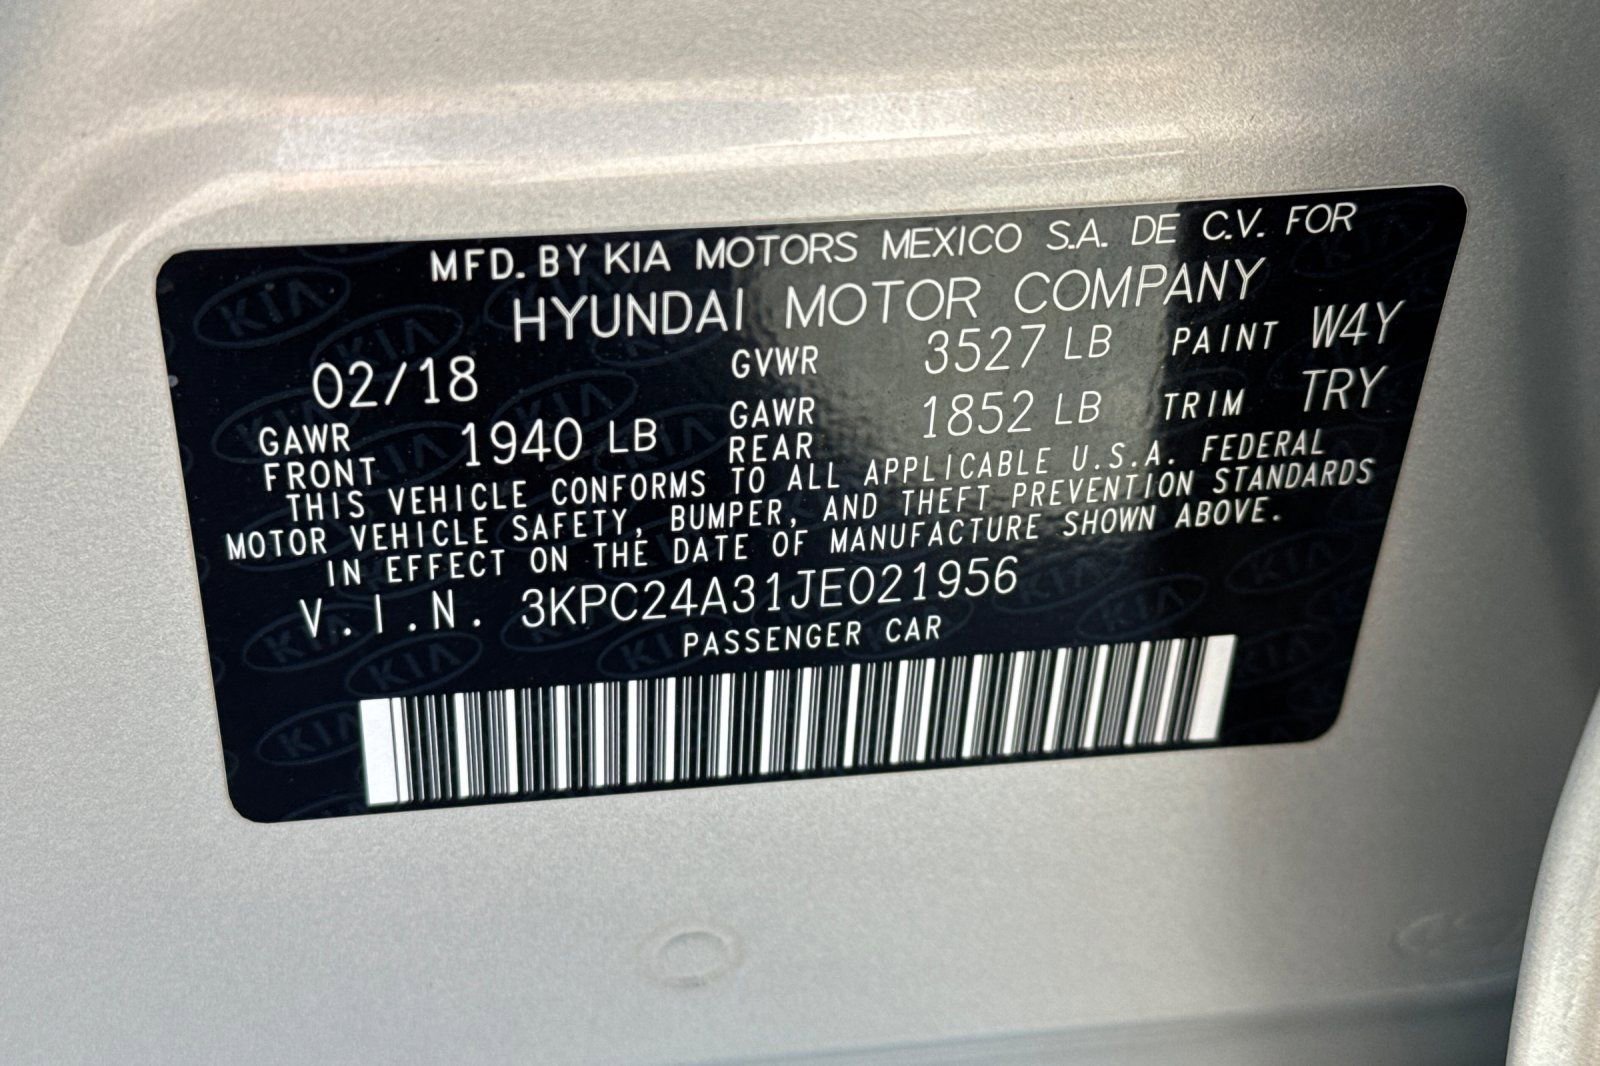 MFD. BY KIA MOTORS MEXICO S.A. DE C.V. FOR
HYUNDAI MOTOR COMPANY
02/18 GVWR 3527 LB PAINT W4Y
GAWR FRONT 1940 LB GAWR REAR 1852 LB TRIM TRY
THIS VEHICLE CONFORMS TO ALL APPLICABLE U.S.A. FEDERAL
MOTOR VEHICLE SAFETY, BUMPER, AND THEFT PREVENTION STANDARDS
IN EFFECT ON THE DATE OF MANUFACTURE SHOWN ABOVE.
V.I.N. 3KPC24A31JE021956
PASSENGER CAR